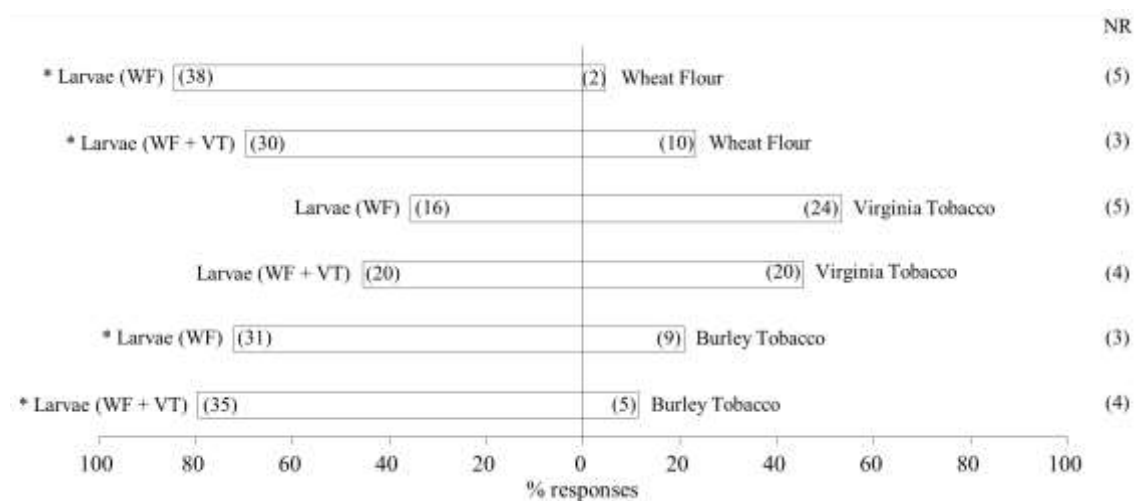 NR
* Larvae (WF) (38) (2) Wheat Flour (5)
* Larvae (WF + VT) (30) (10) Wheat Flour (3)
Larvae (WF) (16) (24) Virginia Tobacco (5)
Larvae (WF + VT) (20) (20) Virginia Tobacco (4)
* Larvae (WF) (31) (9) Burley Tobacco (3)
* Larvae (WF + VT) (35) (5) Burley Tobacco (4)
100 80 60 40 20 0 20 40 60 80 100
% responses